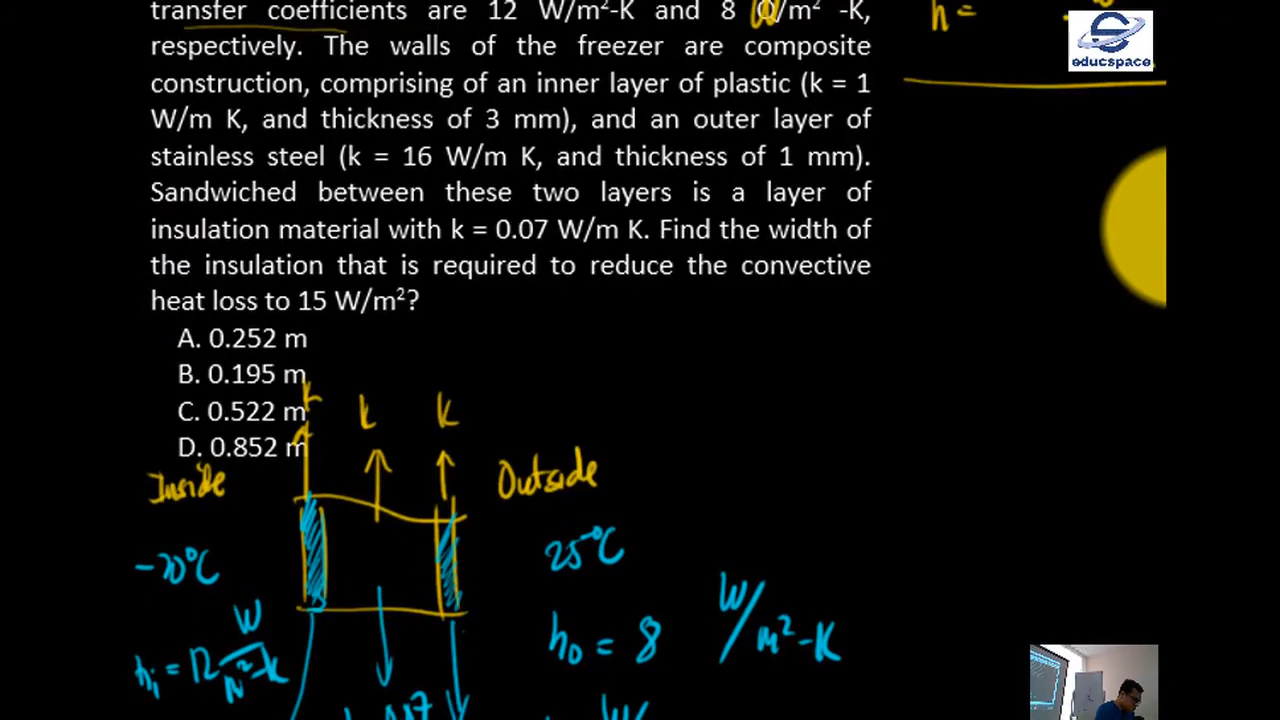 transfer coefficients are 12 W/m²-K and 8 W/m² -K,
h =
educspace
respectively. The walls of the freezer are composite
construction, comprising of an inner layer of plastic (k = 1
W/m K, and thickness of 3 mm), and an outer layer of
stainless steel (k = 16 W/m K, and thickness of 1 mm).
Sandwiched between these two layers is a layer of
insulation material with k = 0.07 W/m K. Find the width of
the insulation that is required to reduce the convective
heat loss to 15 W/m²?
A. 0.252 m
B. 0.195 m
C. 0.522 m
D. 0.852 m
k k k
Inside Outside
-20°C 25°C
hi = 12 W/m²-K
ho = 8 W/m²-K
W/